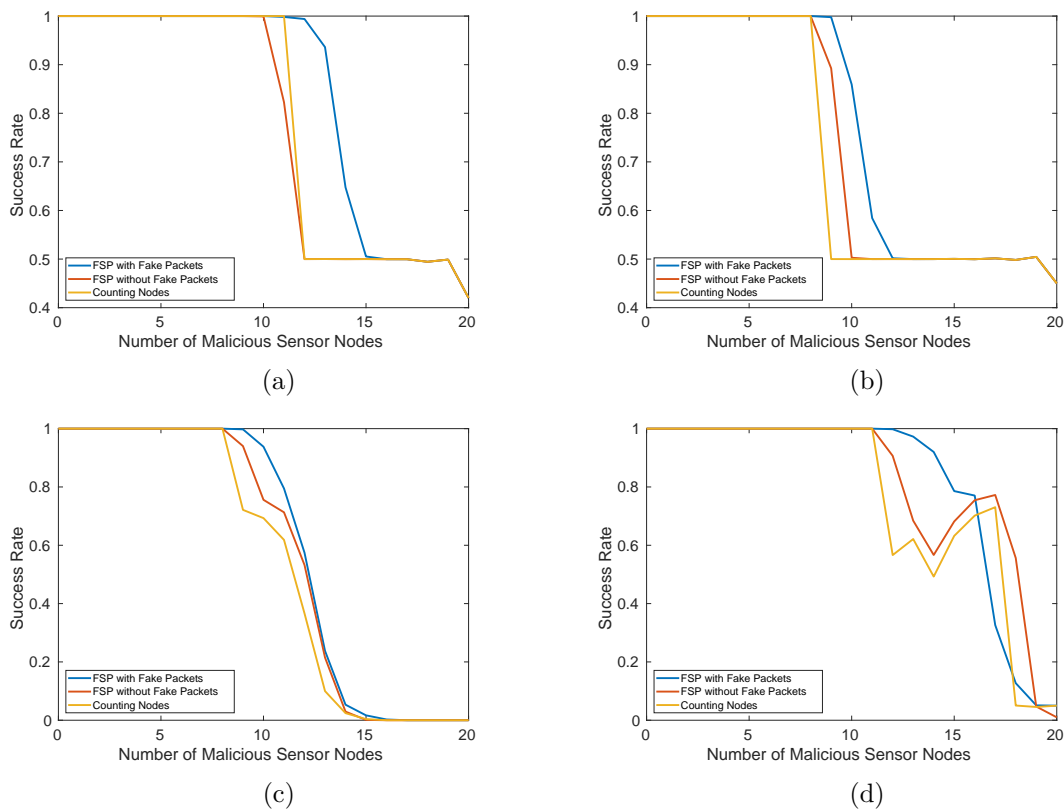 1
0.9
0.8
0.7
0.6
0.5
0.4
Success Rate
FSP with Fake Packets
FSP without Fake Packets
Counting Nodes
0 5 10 15 20
Number of Malicious Sensor Nodes
(a)
1
0.9
0.8
0.7
0.6
0.5
0.4
Success Rate
FSP with Fake Packets
FSP without Fake Packets
Counting Nodes
0 5 10 15 20
Number of Malicious Sensor Nodes
(b)
1
0.8
0.6
0.4
0.2
0
Success Rate
FSP with Fake Packets
FSP without Fake Packets
Counting Nodes
0 5 10 15 20
Number of Malicious Sensor Nodes
(c)
1
0.8
0.6
0.4
0.2
0
Success Rate
FSP with Fake Packets
FSP without Fake Packets
Counting Nodes
0 5 10 15 20
Number of Malicious Sensor Nodes
(d)